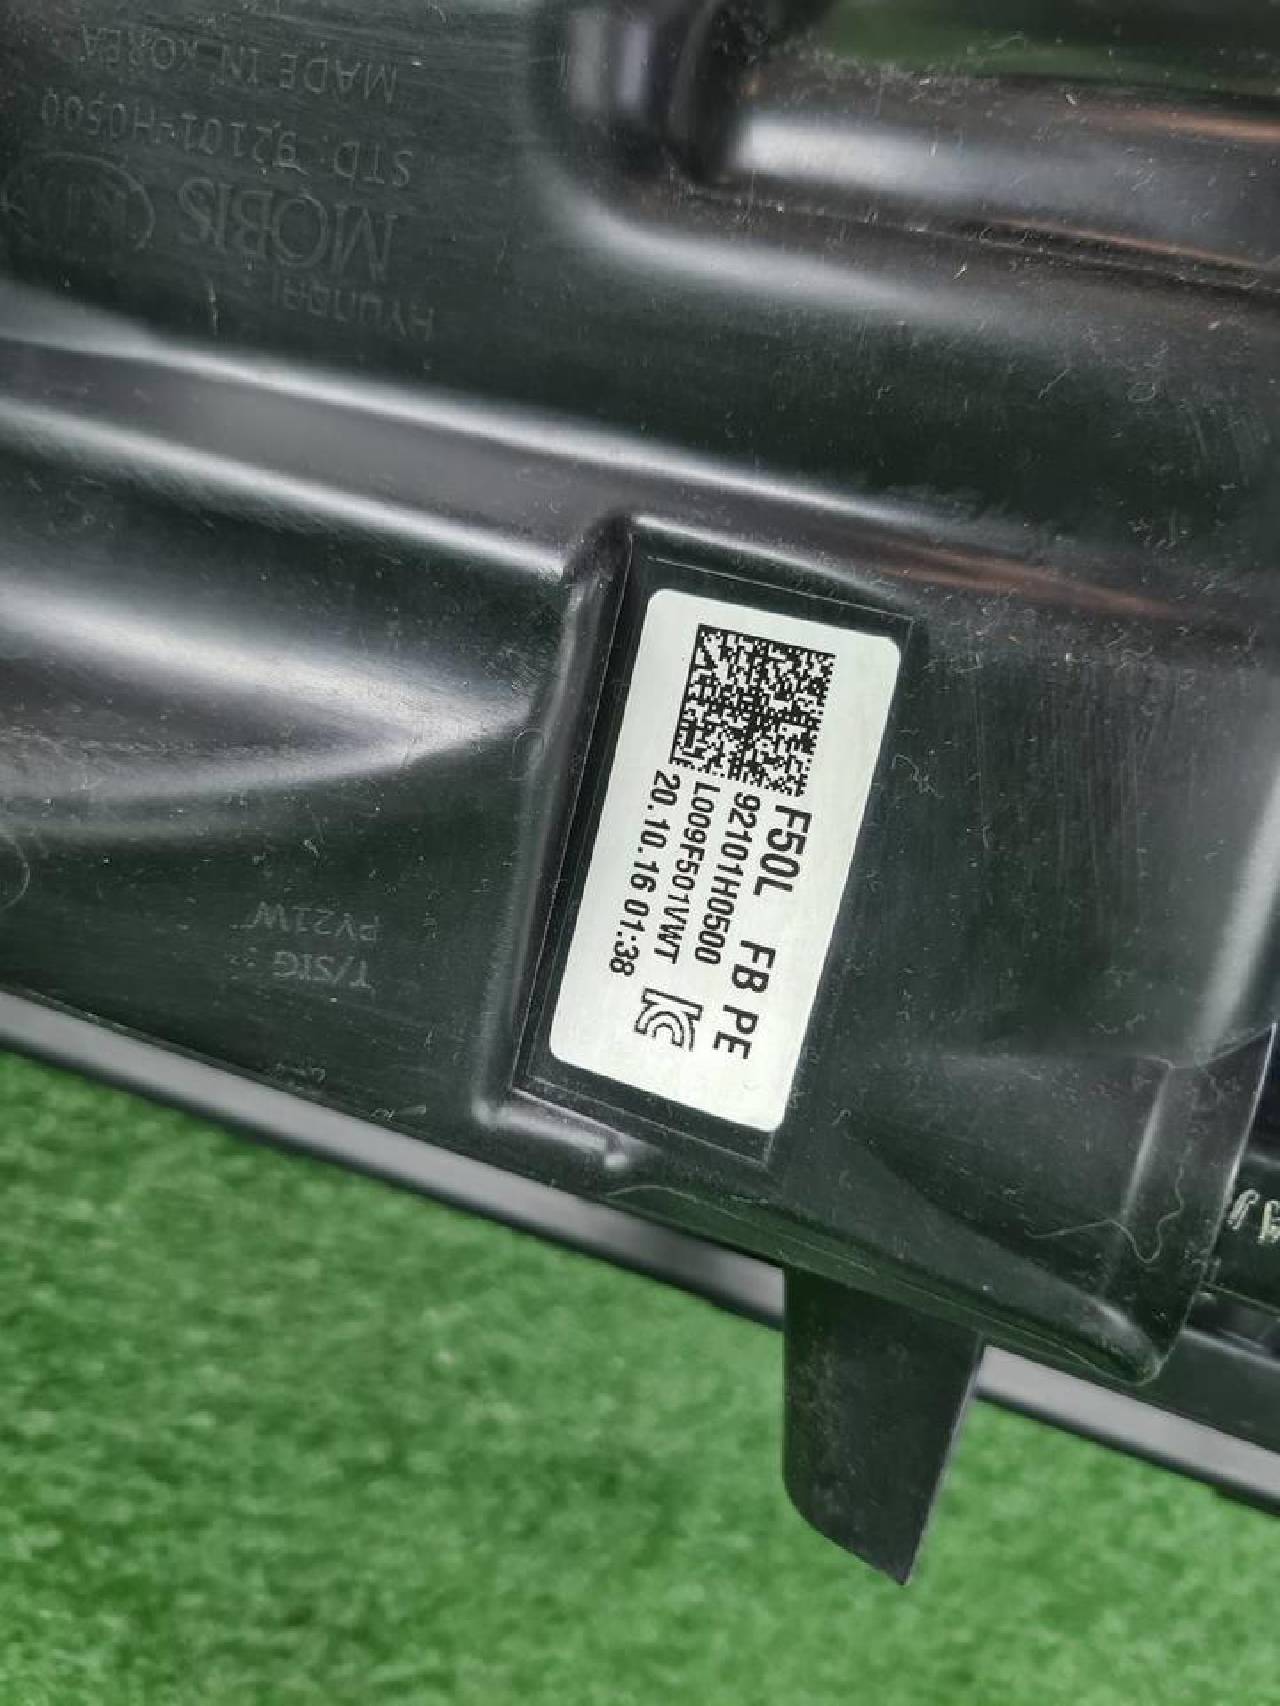 HYUNDAI
MOBIS
STD. 92101-H0500
MADE IN KOREA
F50L FB PE
92101H0500
L009F501VWT
20.10.16 01:38
T/SIG
PY21W